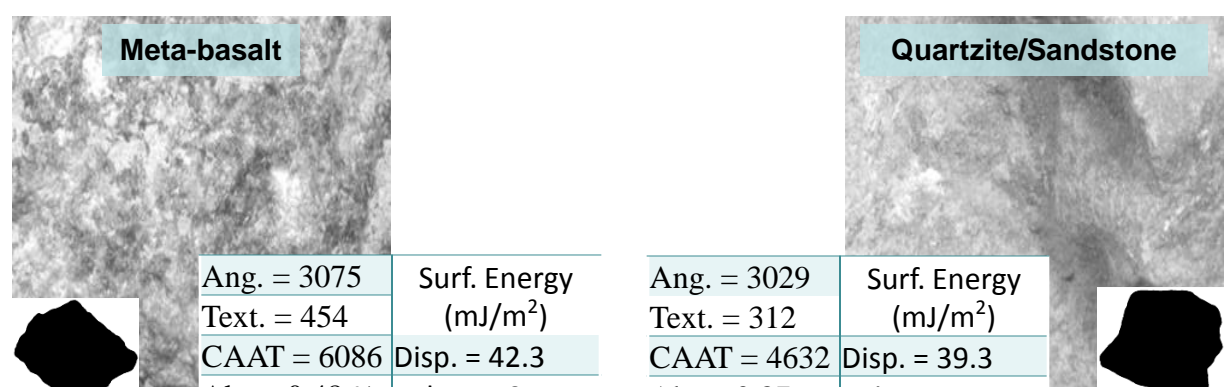 Meta-basalt
Ang. = 3075
Text. = 454
CAAT = 6086
Surf. Energy
(mJ/m²)
Disp. = 42.3
Quartzite/Sandstone
Ang. = 3029
Text. = 312
CAAT = 4632
Surf. Energy
(mJ/m²)
Disp. = 39.3